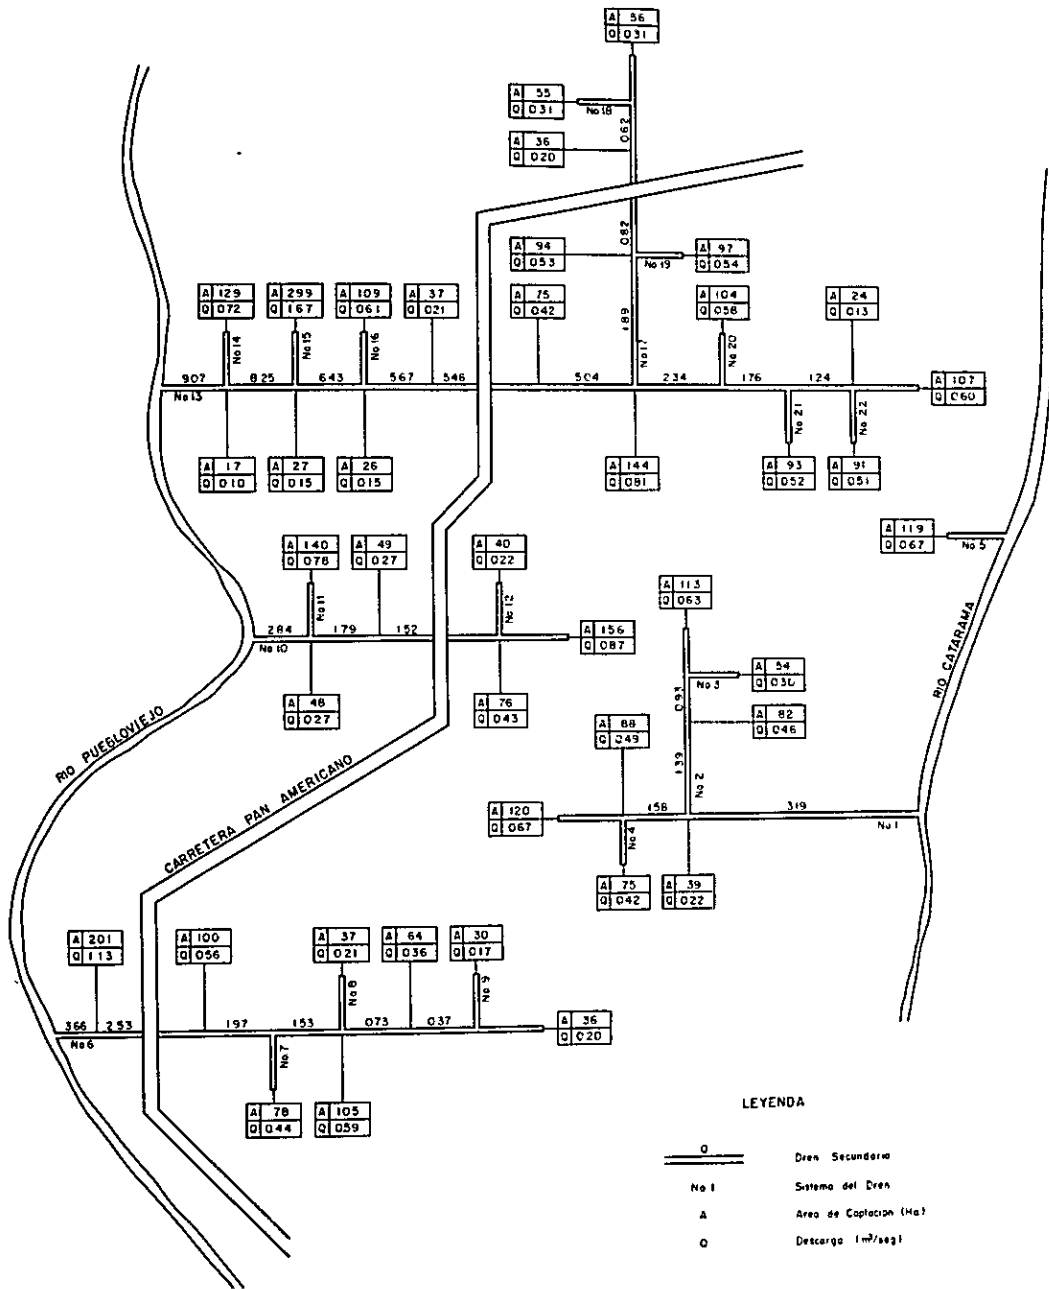 A 56
Q 031
A 55
Q 031
No 18
062
A 36
Q 020
082
A 94
Q 053
A 97
Q 054
No 19
189
No 17
A 129
Q 072
A 299
Q 167
A 109
Q 061
A 37
Q 021
A 75
Q 042
A 104
Q 058
A 24
Q 013
No 14
No 15
No 16
No 20
907 825 643 567 546 504 234 176 124
No 13
A 107
Q 060
No 21
No 22
A 17
Q 010
A 27
Q 015
A 26
Q 015
A 144
Q 081
A 93
Q 052
A 91
Q 051
A 119
Q 067
No 5
A 140
Q 078
A 49
Q 027
A 40
Q 022
No 11
No 12
284 179 152
No 10
A 156
Q 087
A 48
Q 027
A 76
Q 043
A 113
Q 063
No 3
A 54
Q 030
093
A 82
Q 046
139
No 2
A 88
Q 049
RIO CATARAMA
RIO PUEBLOVIEJO
CARRETERA PAN AMERICANO
A 120
Q 067
158 319
No 4
No 1
A 75
Q 042
A 39
Q 022
A 201
Q 113
A 100
Q 056
A 37
Q 021
A 64
Q 036
A 30
Q 017
No 8
No 9
366 253 197 153 073 037
No 6
No 7
A 36
Q 020
A 78
Q 044
A 105
Q 059
LEYENDA
Q
Dren Secundario
No 1 Sistema del Dren
A Area de Captacion (Ha)
Q Descarga (m³/seg)